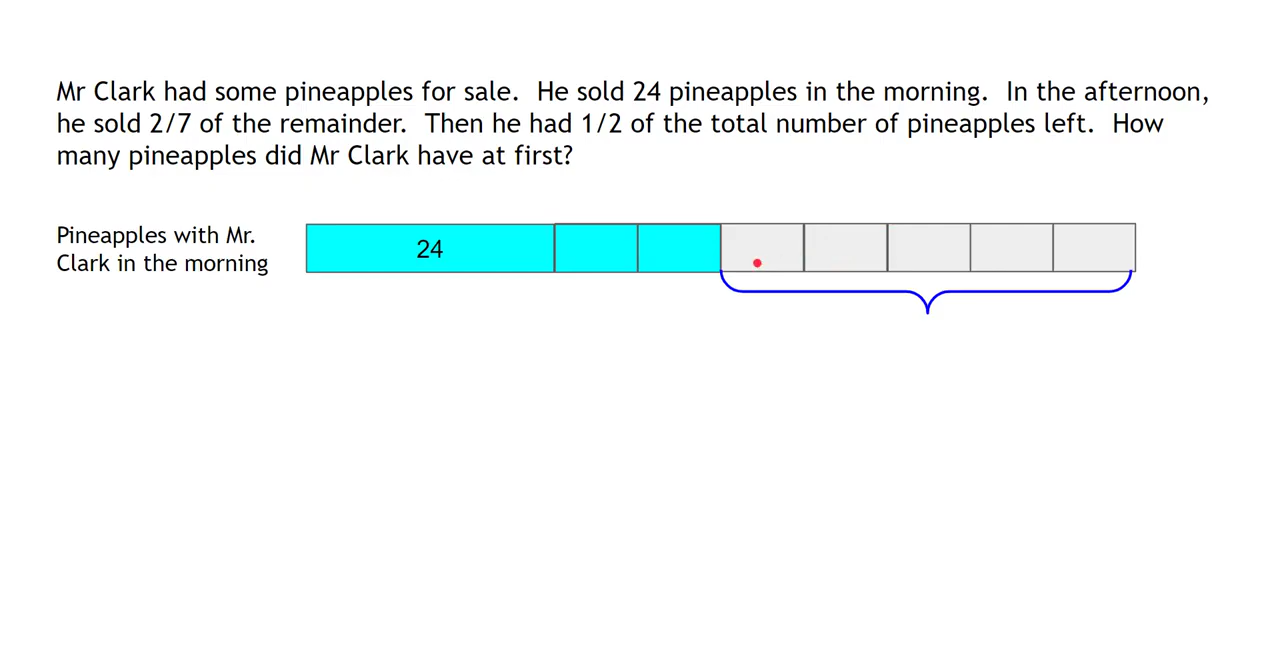 Mr Clark had some pineapples for sale.  He sold 24 pineapples in the morning.  In the afternoon,
he sold 2/7 of the remainder.  Then he had 1/2 of the total number of pineapples left.  How
many pineapples did Mr Clark have at first?
Pineapples with Mr.
Clark in the morning
24